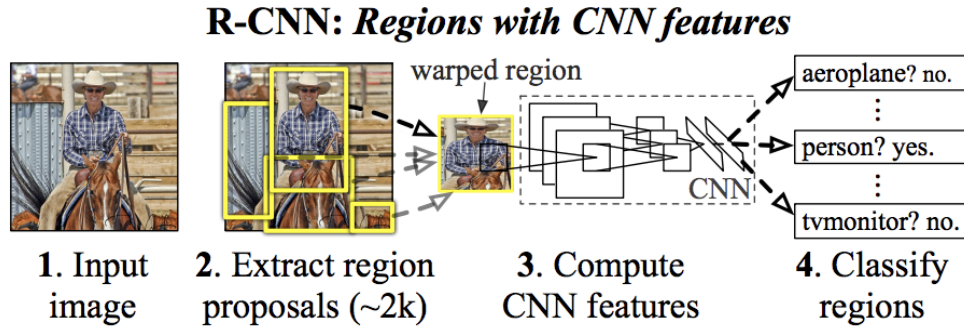 R-CNN: Regions with CNN features
warped region
aeroplane? no.
person? yes.
tvmonitor? no.
CNN
1. Input
image
2. Extract region
proposals (~2k)
3. Compute
CNN features
4. Classify
regions